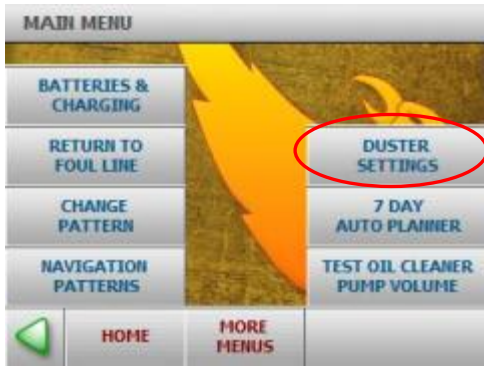 MAIN MENU
BATTERIES &
CHARGING
RETURN TO
FOUL LINE
CHANGE
PATTERN
NAVIGATION
PATTERNS
DUSTER
SETTINGS
7 DAY
AUTO PLANNER
TEST OIL CLEANER
PUMP VOLUME
HOME
MORE
MENUS